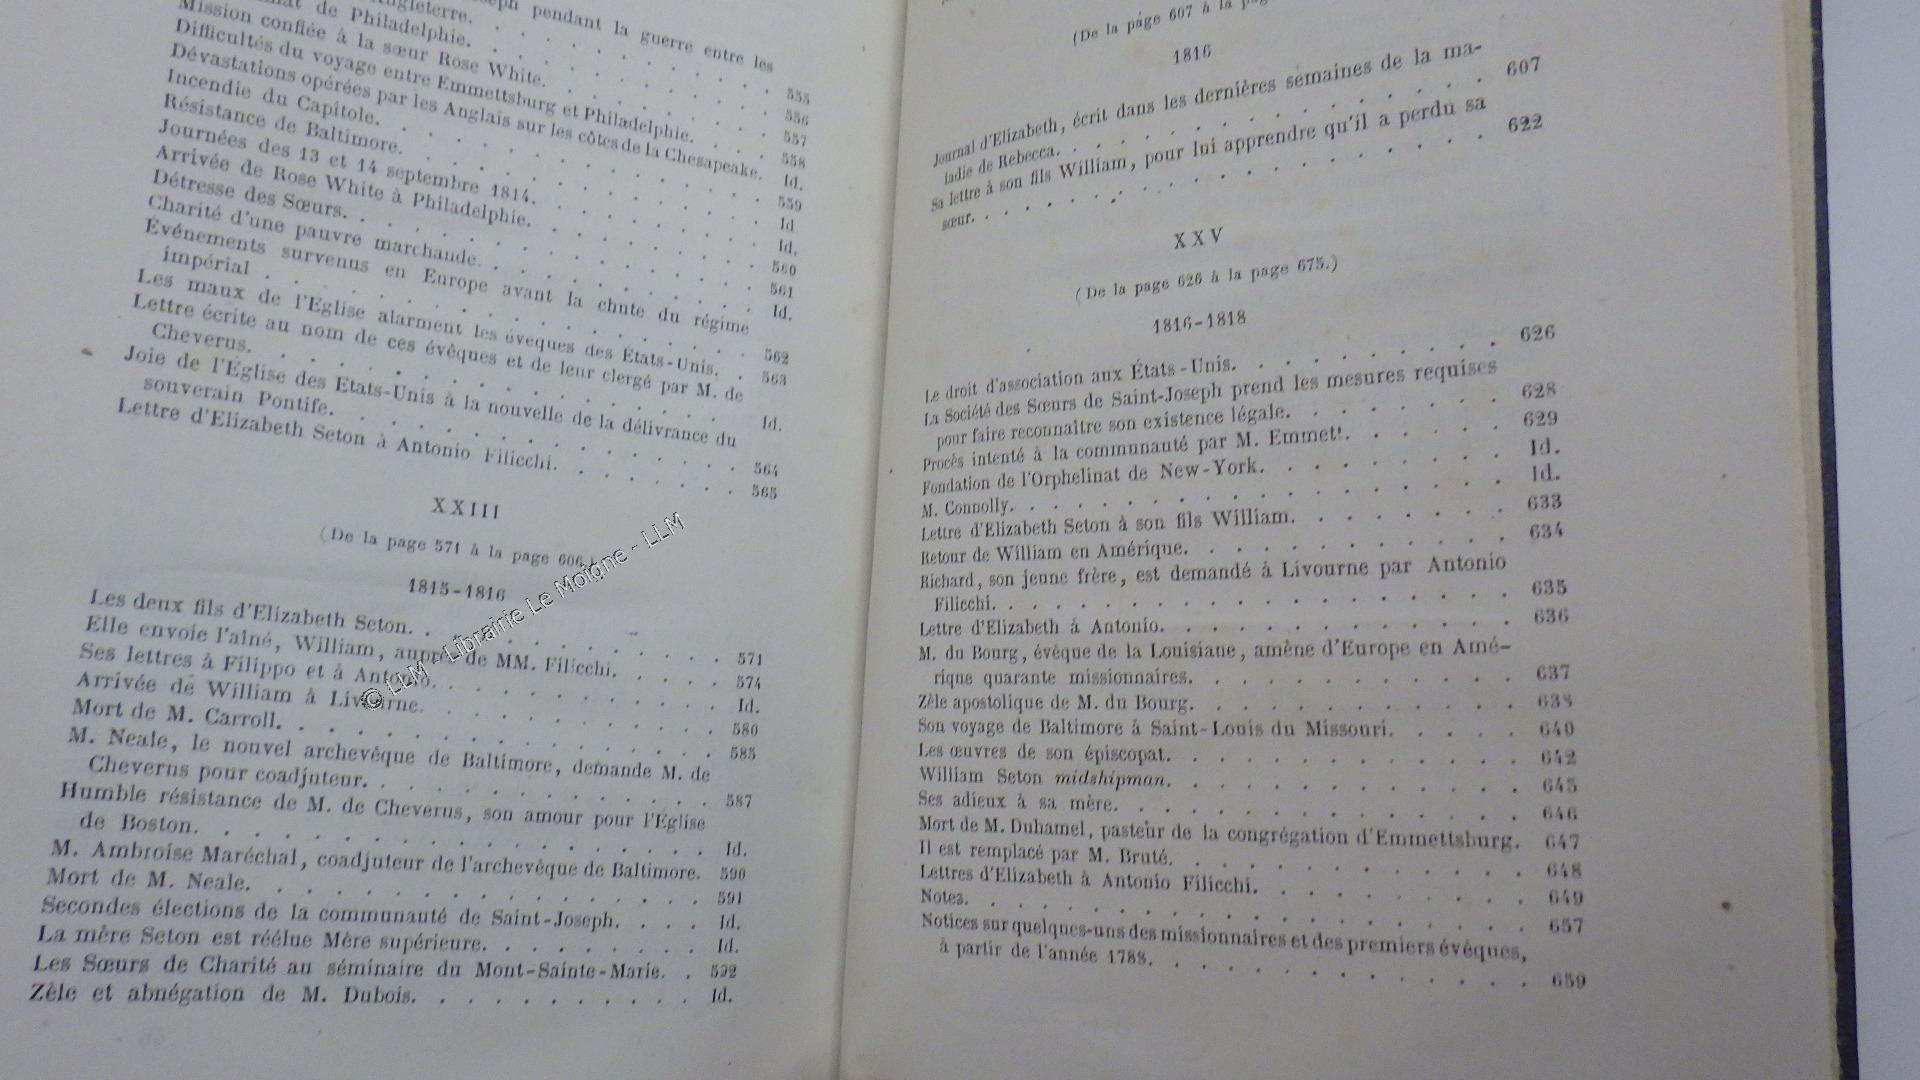 pendant la guerre entre les
Angleterre. 555
de Philadelphie. 556
Mission confiée à la sœur Rose White. 557
Difficultés du voyage entre Emmettsburg et Philadelphie. 558
Dévastations opérées par les Anglais sur les côtes de la Chesapeake. Id.
Incendie du Capitole. 559
Résistance de Baltimore. Id
Journées des 13 et 14 septembre 1814. Id.
Arrivée de Rose White à Philadelphie. 560
Détresse des Sœurs. 561
Charité d'une pauvre marchande. Id.
Événements survenus en Europe avant la chute du régime
impérial . 562
Les maux de l'Église alarment les évêques des États-Unis. 563
Lettre écrite au nom de ces évêques et de leur clergé par M. de
Cheverus. Id.
Joie de l'Église des États-Unis à la nouvelle de la délivrance du
souverain Pontife. 564
Lettre d'Elizabeth Seton à Antonio Filicchi. 565
XXIII
(De la page 571 à la page 606.)
1815-1816
Les deux fils d'Elizabeth Seton. 571
Elle envoie l'aîné, William, auprès de MM. Filicchi. 574
Ses lettres à Filippo et à Antonio. Id.
Arrivée de William à Livourne. 580
Mort de M. Carroll. 585
M. Neale, le nouvel archevêque de Baltimore, demande M. de
Cheverus pour coadjuteur. 587
Humble résistance de M. de Cheverus, son amour pour l'Église
de Boston. Id.
M. Ambroise Maréchal, coadjuteur de l'archevêque de Baltimore. 590
Mort de M. Neale. 591
Secondes élections de la communauté de Saint-Joseph. Id.
La mère Seton est réélue Mère supérieure. Id.
Les Sœurs de Charité au séminaire du Mont-Sainte-Marie. 592
Zèle et abnégation de M. Dubois. Id.
© LLM - Librairie Le Moigne - LLM
(De la page 607 à la
1816
Journal d'Elizabeth, écrit dans les dernières semaines de la ma-
ladie de Rebecca. 607
Sa lettre à son fils William, pour lui apprendre qu'il a perdu sa
sœur. 622
XXV
(De la page 626 à la page 675.)
1816-1818
Le droit d'association aux États-Unis. 626
La Société des Sœurs de Saint-Joseph prend les mesures requises
pour faire reconnaître son existence légale. 628
Procès intenté à la communauté par M. Emmet. 629
Fondation de l'Orphelinat de New-York. Id.
M. Connolly. Id.
Lettre d'Elizabeth Seton à son fils William. 633
Retour de William en Amérique. 634
Richard, son jeune frère, est demandé à Livourne par Antonio
Filicchi. 635
Lettre d'Elizabeth à Antonio. 636
M. du Bourg, évêque de la Louisiane, amène d'Europe en Amé-
rique quarante missionnaires. 637
Zèle apostolique de M. du Bourg. 638
Son voyage de Baltimore à Saint-Louis du Missouri. 640
Les œuvres de son épiscopat. 642
William Seton midshipman. 645
Ses adieux à sa mère. 646
Mort de M. Duhamel, pasteur de la congrégation d'Emmettsburg. 647
Il est remplacé par M. Bruté. 648
Lettres d'Elizabeth à Antonio Filicchi. 649
Notes. 657
Notices sur quelques-uns des missionnaires et des premiers évêques,
à partir de l'année 1788. 659